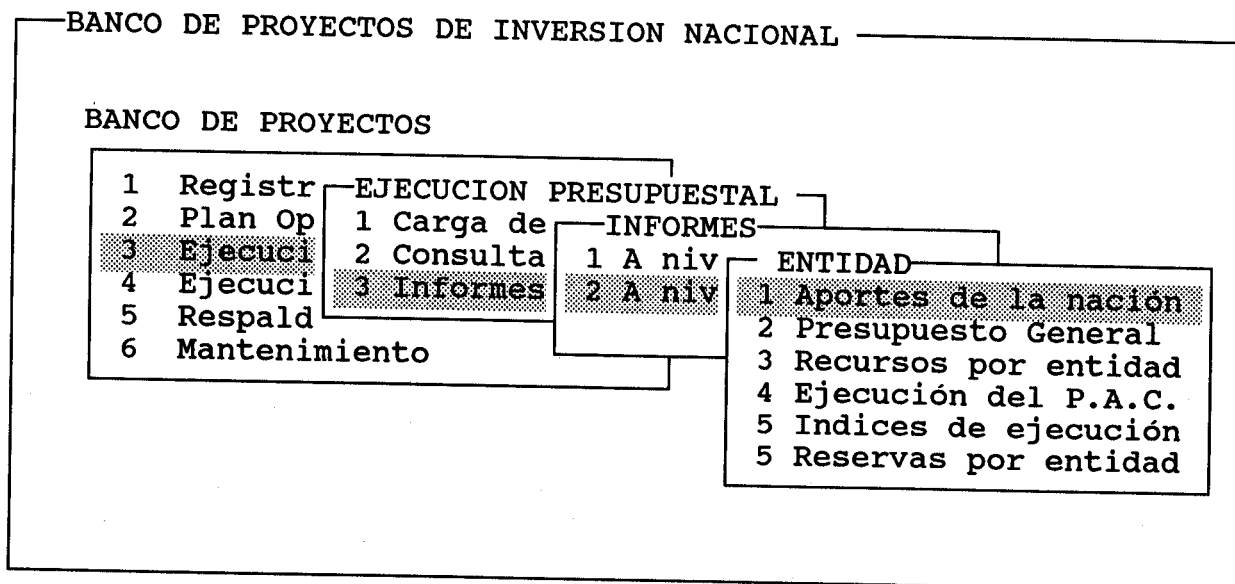 BANCO DE PROYECTOS DE INVERSION NACIONAL
BANCO DE PROYECTOS
1 Registr
2 Plan Op
3 Ejecuci
4 Ejecuci
5 Respald
6 Mantenimiento
EJECUCION PRESUPUESTAL
1 Carga de
2 Consulta
3 Informes
INFORMES
1 A niv
2 A niv
ENTIDAD
1 Aportes de la nación
2 Presupuesto General
3 Recursos por entidad
4 Ejecución del P.A.C.
5 Indices de ejecución
5 Reservas por entidad